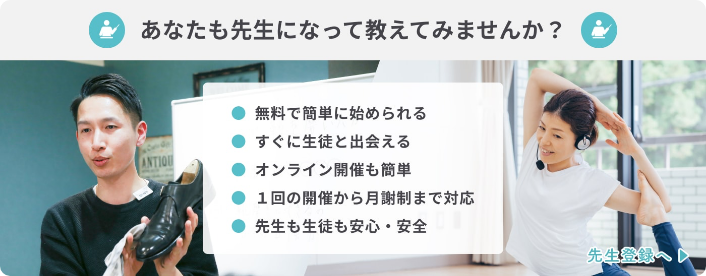 あなたも先生になって教えてみませんか？
無料で簡単に始められる
すぐに生徒と出会える
オンライン開催も簡単
１回の開催から月謝制まで対応
先生も生徒も安心・安全
ANTIQUE
先生登録へ